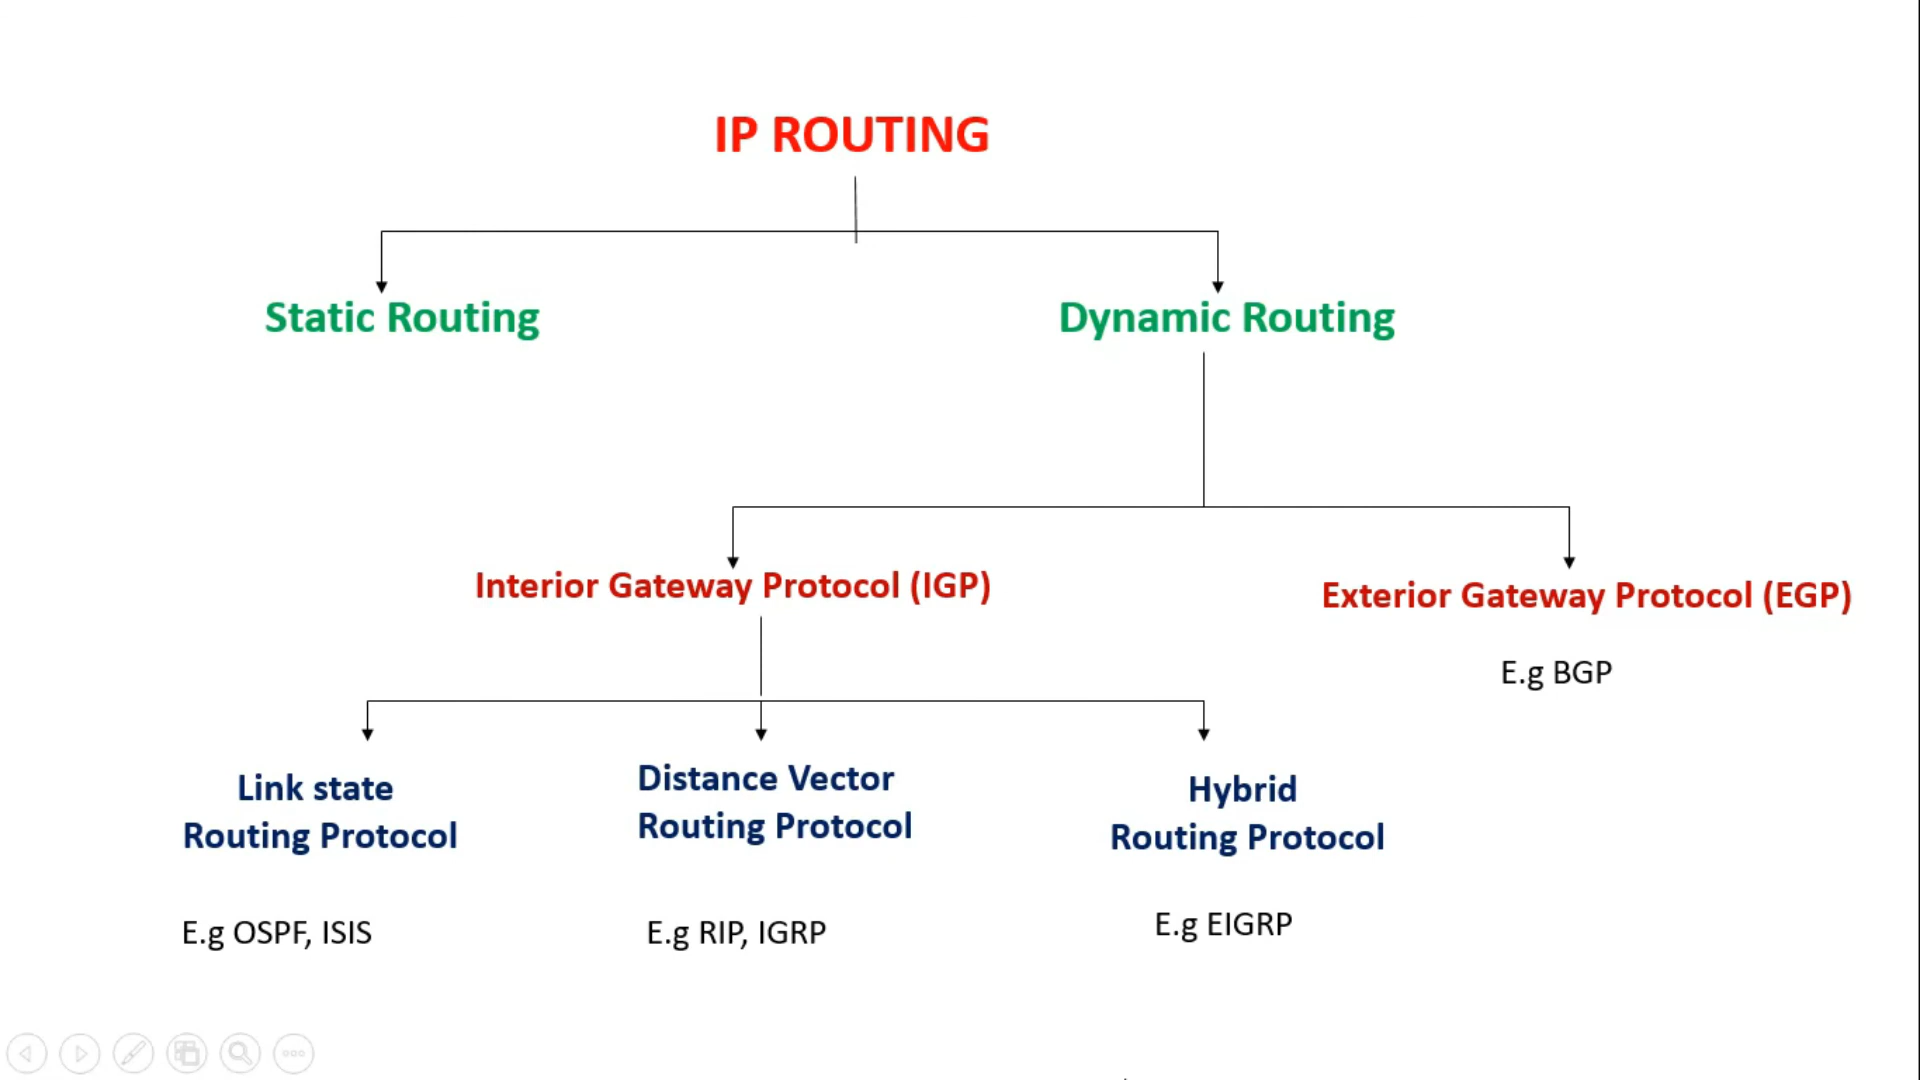 IP ROUTING
Static Routing
Dynamic Routing
Interior Gateway Protocol (IGP)
Exterior Gateway Protocol (EGP)
E.g BGP
Link state
Routing Protocol
Distance Vector
Routing Protocol
Hybrid
Routing Protocol
E.g OSPF, ISIS
E.g RIP, IGRP
E.g EIGRP